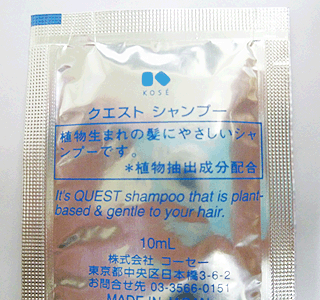 KOSÉ
クエスト シャンプー
植物生まれの髪にやさしいシャ
ンプーです。
*植物抽出成分配合
It's QUEST shampoo that is plant-
based & gentle to your hair.
10mL
株式会社 コーセー
東京都中央区日本橋3-6-2
お問合せ先 03-3566-0151
MADE IN JAPAN